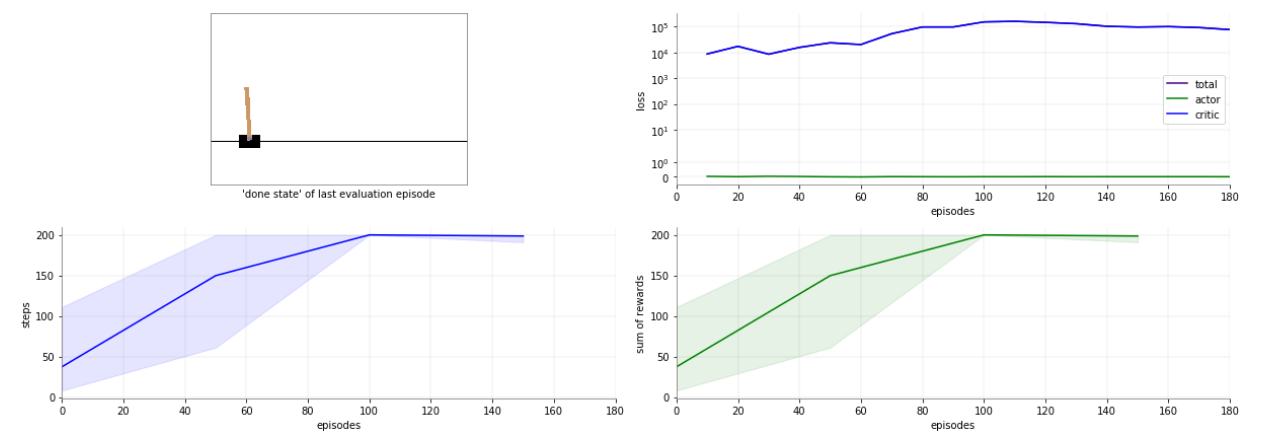 'done state' of last evaluation episode
10⁵
10⁴
10³
10²
10¹
10⁰
0
loss
total
actor
critic
0 20 40 60 80 100 120 140 160 180
episodes
200
150
100
50
0
steps
0 20 40 60 80 100 120 140 160 180
episodes
200
150
100
50
0
sum of rewards
0 20 40 60 80 100 120 140 160 180
episodes